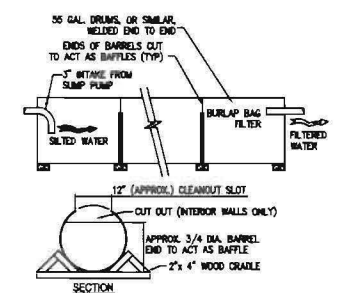 55 GAL. DRUMS, OR SIMILAR,
WELDED END TO END
ENDS OF BARRELS CUT
TO ACT AS BAFFLES (TYP)
3" INTAKE FROM
SUMP PUMP
BURLAP BAG
FILTER
SILTED WATER
FILTERED
WATER
12" (APPROX.) CLEANOUT SLOT
CUT OUT (INTERIOR WALLS ONLY)
APPROX. 3/4 DIA. BARREL
END TO ACT AS BAFFLE
2"x 4" WOOD CRADLE
SECTION